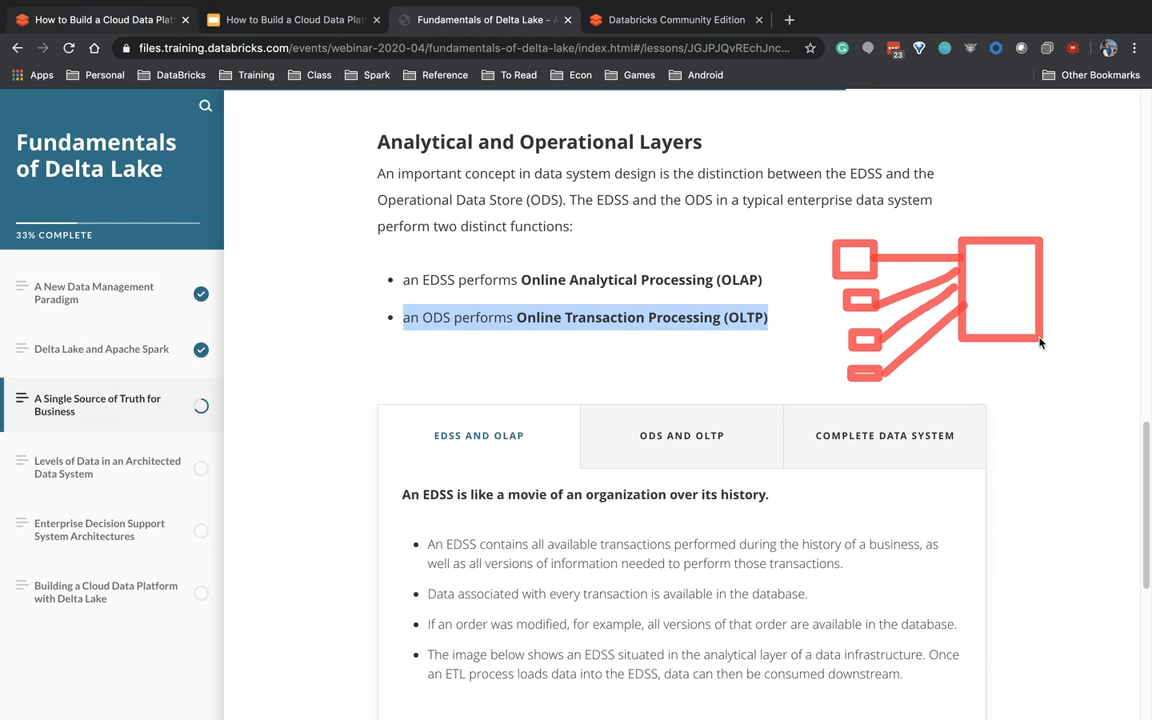 How to Build a Cloud Data Plat
How to Build a Cloud Data Plat
Fundamentals of Delta Lake -
Databricks Community Edition
files.training.databricks.com/events/webinar-2020-04/fundamentals-of-delta-lake/index.html#/lessons/JGJPJQvREchJnc...
23
Apps
Personal
DataBricks
Training
Class
Spark
Reference
To Read
Econ
Games
Android
Other Bookmarks
Fundamentals
of Delta Lake
33% COMPLETE
A New Data Management
Paradigm
Delta Lake and Apache Spark
A Single Source of Truth for
Business
Levels of Data in an Architected
Data System
Enterprise Decision Support
System Architectures
Building a Cloud Data Platform
with Delta Lake
Analytical and Operational Layers
An important concept in data system design is the distinction between the EDSS and the
Operational Data Store (ODS). The EDSS and the ODS in a typical enterprise data system
perform two distinct functions:
• an EDSS performs Online Analytical Processing (OLAP)
• an ODS performs Online Transaction Processing (OLTP)
EDSS AND OLAP
ODS AND OLTP
COMPLETE DATA SYSTEM
An EDSS is like a movie of an organization over its history.
• An EDSS contains all available transactions performed during the history of a business, as
well as all versions of information needed to perform those transactions.
• Data associated with every transaction is available in the database.
• If an order was modified, for example, all versions of that order are available in the database.
• The image below shows an EDSS situated in the analytical layer of a data infrastructure. Once
an ETL process loads data into the EDSS, data can then be consumed downstream.